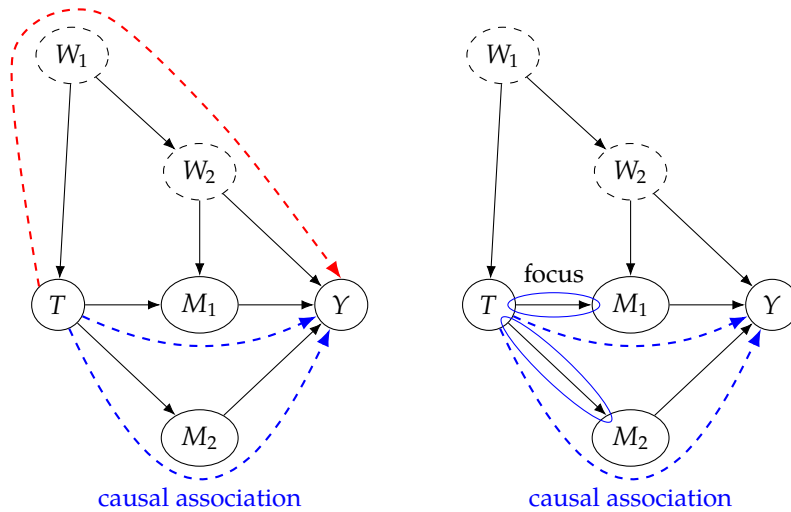 W₁
W₂
T
M₁
Y
M₂
causal association
W₁
W₂
focus
T
M₁
Y
M₂
causal association